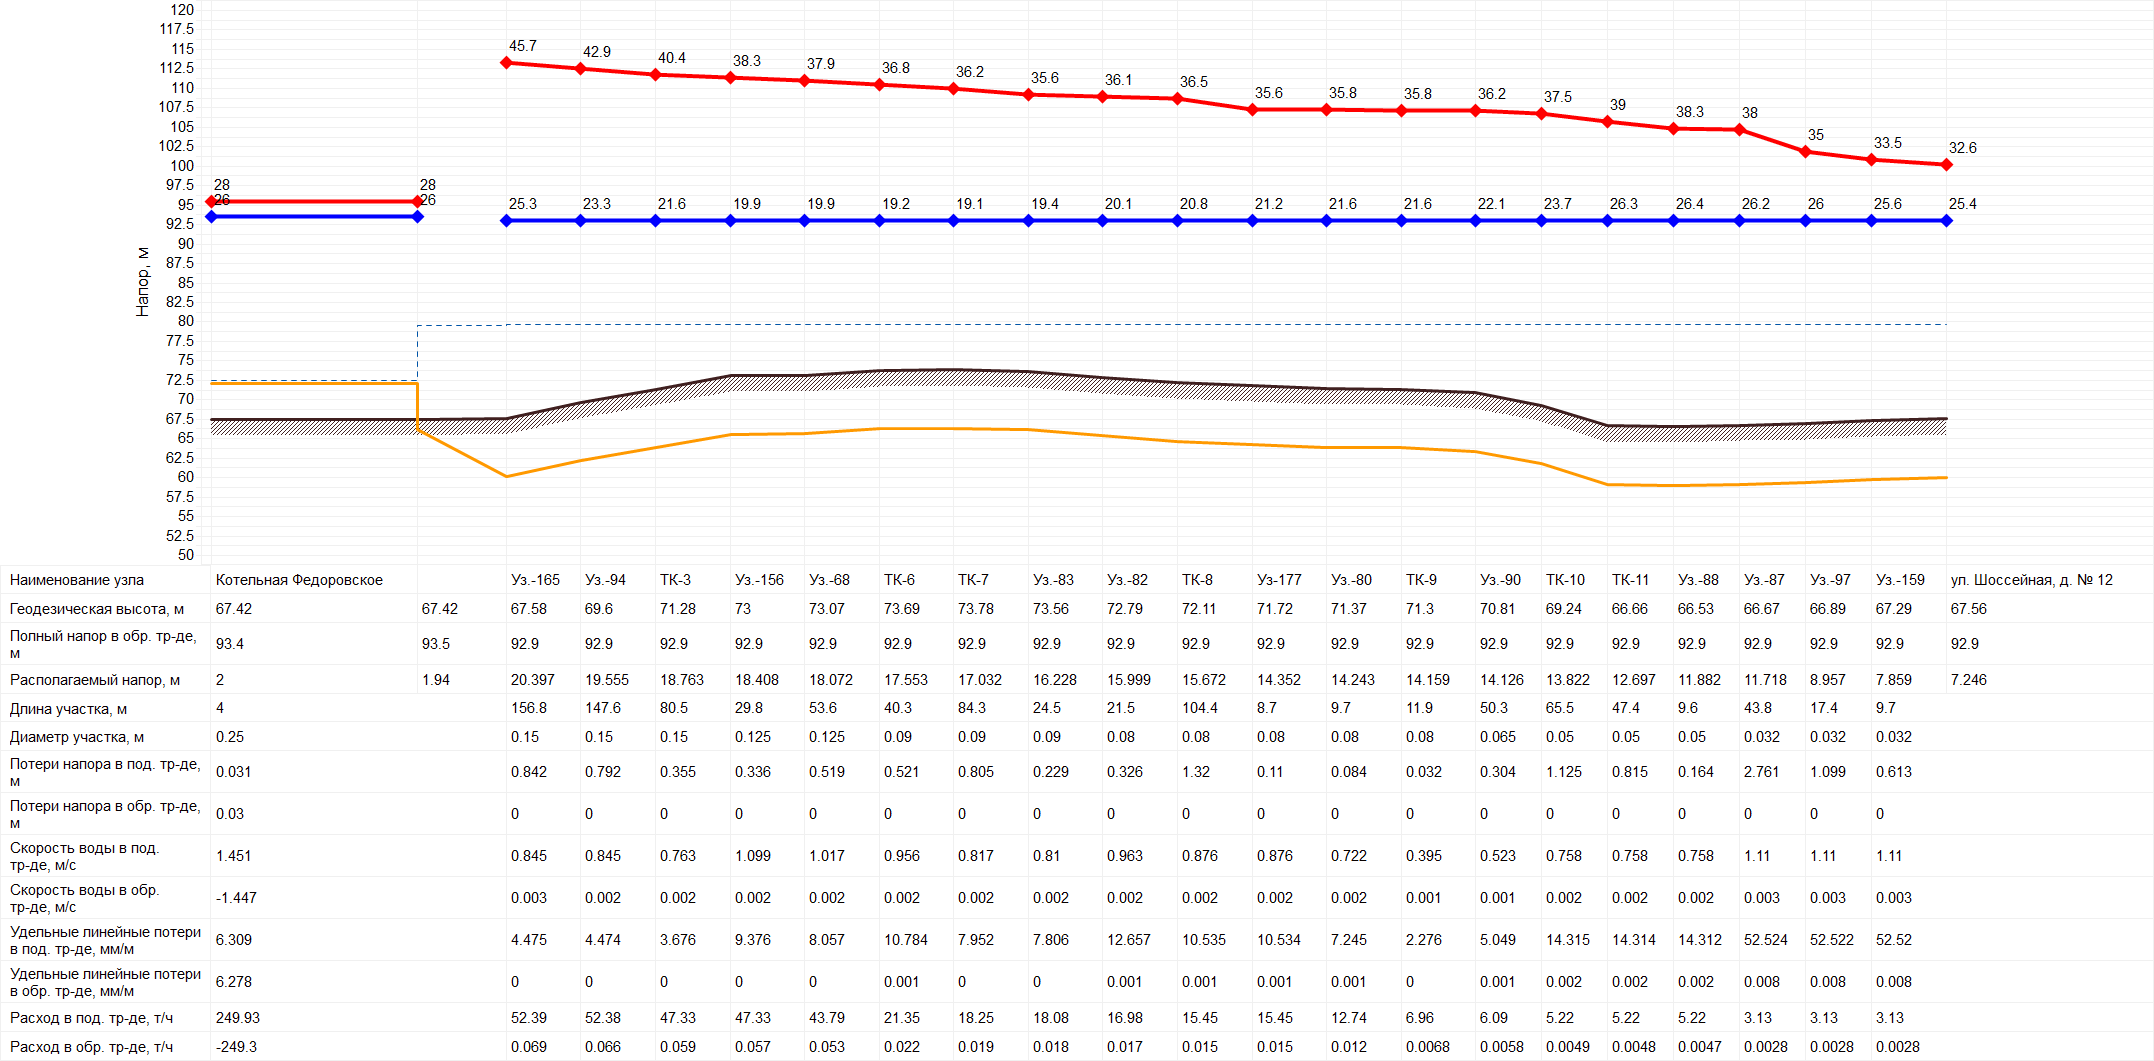 120
117.5
115
112.5
110
107.5
105
102.5
100
97.5
95
92.5
90
87.5
85
82.5
80
77.5
75
72.5
70
67.5
65
62.5
60
57.5
55
52.5
50
Напор, м
45.7 42.9 40.4 38.3 37.9 36.8 36.2 35.6 36.1 36.5 35.6 35.8 35.8 36.2 37.5 39 38.3 38 35 33.5 32.6
28 28
26 26
25.3 23.3 21.6 19.9 19.9 19.2 19.1 19.4 20.1 20.8 21.2 21.6 21.6 22.1 23.7 26.3 26.4 26.2 26 25.6 25.4
Наименование узла Котельная Федоровское Уз.-165 Уз.-94 ТК-3 Уз.-156 Уз.-68 ТК-6 ТК-7 Уз.-83 Уз.-82 ТК-8 Уз-177 Уз.-80 ТК-9 Уз.-90 ТК-10 ТК-11 Уз.-88 Уз.-87 Уз.-97 Уз.-159 ул. Шоссейная, д. № 12
Геодезическая высота, м 67.42 67.42 67.58 69.6 71.28 73 73.07 73.69 73.78 73.56 72.79 72.11 71.72 71.37 71.3 70.81 69.24 66.66 66.53 66.67 66.89 67.29 67.56
Полный напор в обр. тр-де,
м
93.4 93.5 92.9 92.9 92.9 92.9 92.9 92.9 92.9 92.9 92.9 92.9 92.9 92.9 92.9 92.9 92.9 92.9 92.9 92.9 92.9 92.9 92.9
Располагаемый напор, м 2 1.94 20.397 19.555 18.763 18.408 18.072 17.553 17.032 16.228 15.999 15.672 14.352 14.243 14.159 14.126 13.822 12.697 11.882 11.718 8.957 7.859 7.246
Длина участка, м 4 156.8 147.6 80.5 29.8 53.6 40.3 84.3 24.5 21.5 104.4 8.7 9.7 11.9 50.3 65.5 47.4 9.6 43.8 17.4 9.7
Диаметр участка, м 0.25 0.15 0.15 0.15 0.125 0.125 0.09 0.09 0.09 0.08 0.08 0.08 0.08 0.08 0.065 0.05 0.05 0.05 0.032 0.032 0.032
Потери напора в под. тр-де,
м
0.031 0.842 0.792 0.355 0.336 0.519 0.521 0.805 0.229 0.326 1.32 0.11 0.084 0.032 0.304 1.125 0.815 0.164 2.761 1.099 0.613
Потери напора в обр. тр-де,
м
0.03 0 0 0 0 0 0 0 0 0 0 0 0 0 0 0 0 0 0 0 0
Скорость воды в под.
тр-де, м/с
1.451 0.845 0.845 0.763 1.099 1.017 0.956 0.817 0.81 0.963 0.876 0.876 0.722 0.395 0.523 0.758 0.758 0.758 1.11 1.11 1.11
Скорость воды в обр.
тр-де, м/с
-1.447 0.003 0.002 0.002 0.002 0.002 0.002 0.002 0.002 0.002 0.002 0.002 0.002 0.001 0.001 0.002 0.002 0.002 0.003 0.003 0.003
Удельные линейные потери
в под. тр-де, мм/м
6.309 4.475 4.474 3.676 9.376 8.057 10.784 7.952 7.806 12.657 10.535 10.534 7.245 2.276 5.049 14.315 14.314 14.312 52.524 52.522 52.52
Удельные линейные потери
в обр. тр-де, мм/м
6.278 0 0 0 0 0 0.001 0 0 0.001 0.001 0.001 0.001 0 0.001 0.002 0.002 0.002 0.008 0.008 0.008
Расход в под. тр-де, т/ч 249.93 52.39 52.38 47.33 47.33 43.79 21.35 18.25 18.08 16.98 15.45 15.45 12.74 6.96 6.09 5.22 5.22 5.22 3.13 3.13 3.13
Расход в обр. тр-де, т/ч -249.3 0.069 0.066 0.059 0.057 0.053 0.022 0.019 0.018 0.017 0.015 0.015 0.012 0.0068 0.0058 0.0049 0.0048 0.0047 0.0028 0.0028 0.0028